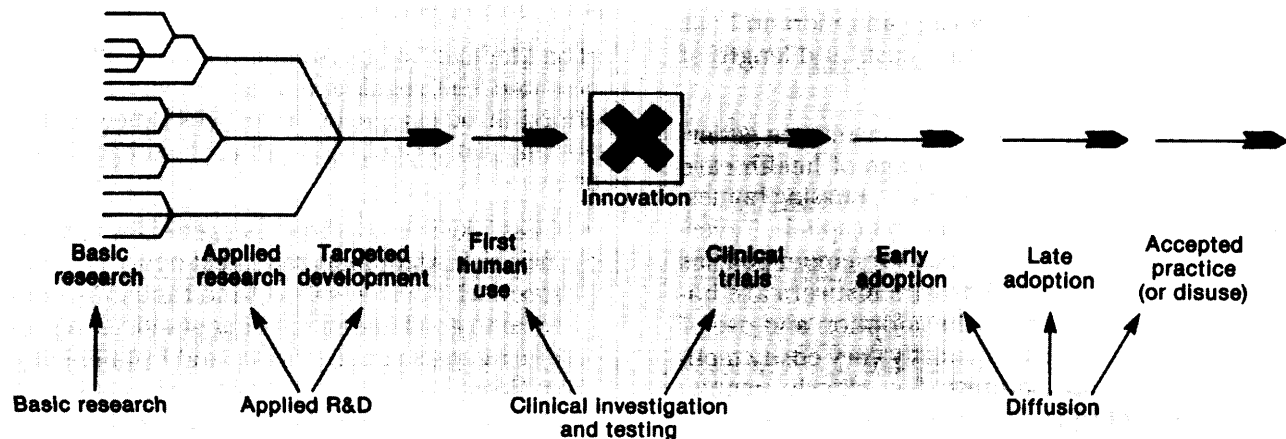 Innovation
Basic
research
Applied
research
Targeted
development
First
human
use
Clinical
trials
Early
adoption
Late
adoption
Accepted
practice
(or disuse)
Basic research
Applied R&D
Clinical investigation
and testing
Diffusion